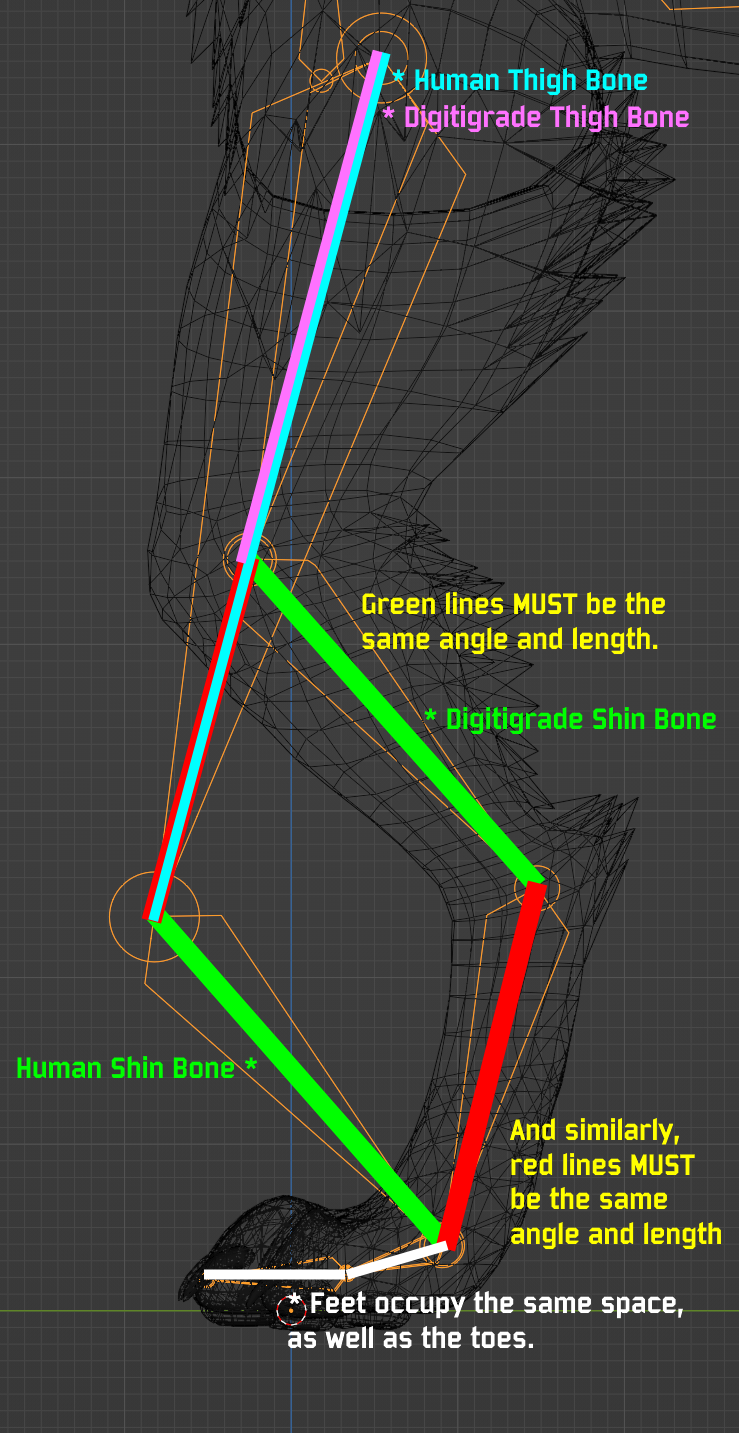 * Human Thigh Bone
* Digitigrade Thigh Bone
Green lines MUST be the
same angle and length.
* Digitigrade Shin Bone
Human Shin Bone *
And similarly,
red lines MUST
be the same
angle and length
* Feet occupy the same space,
as well as the toes.